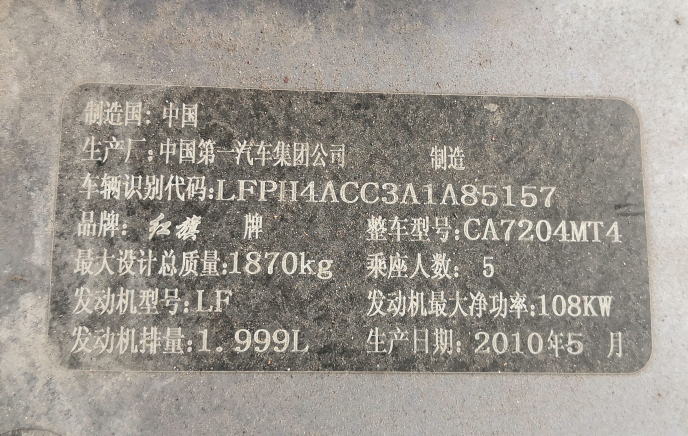 制造国: 中国
生产厂: 中国第一汽车集团公司 制造
车辆识别代码: LFPH4ACC3A1A85157
品牌: 红旗 牌 整车型号: CA7204MT4
最大设计总质量: 1870kg 乘座人数: 5
发动机型号: LF 发动机最大净功率: 108KW
发动机排量: 1.999L 生产日期: 2010年5 月